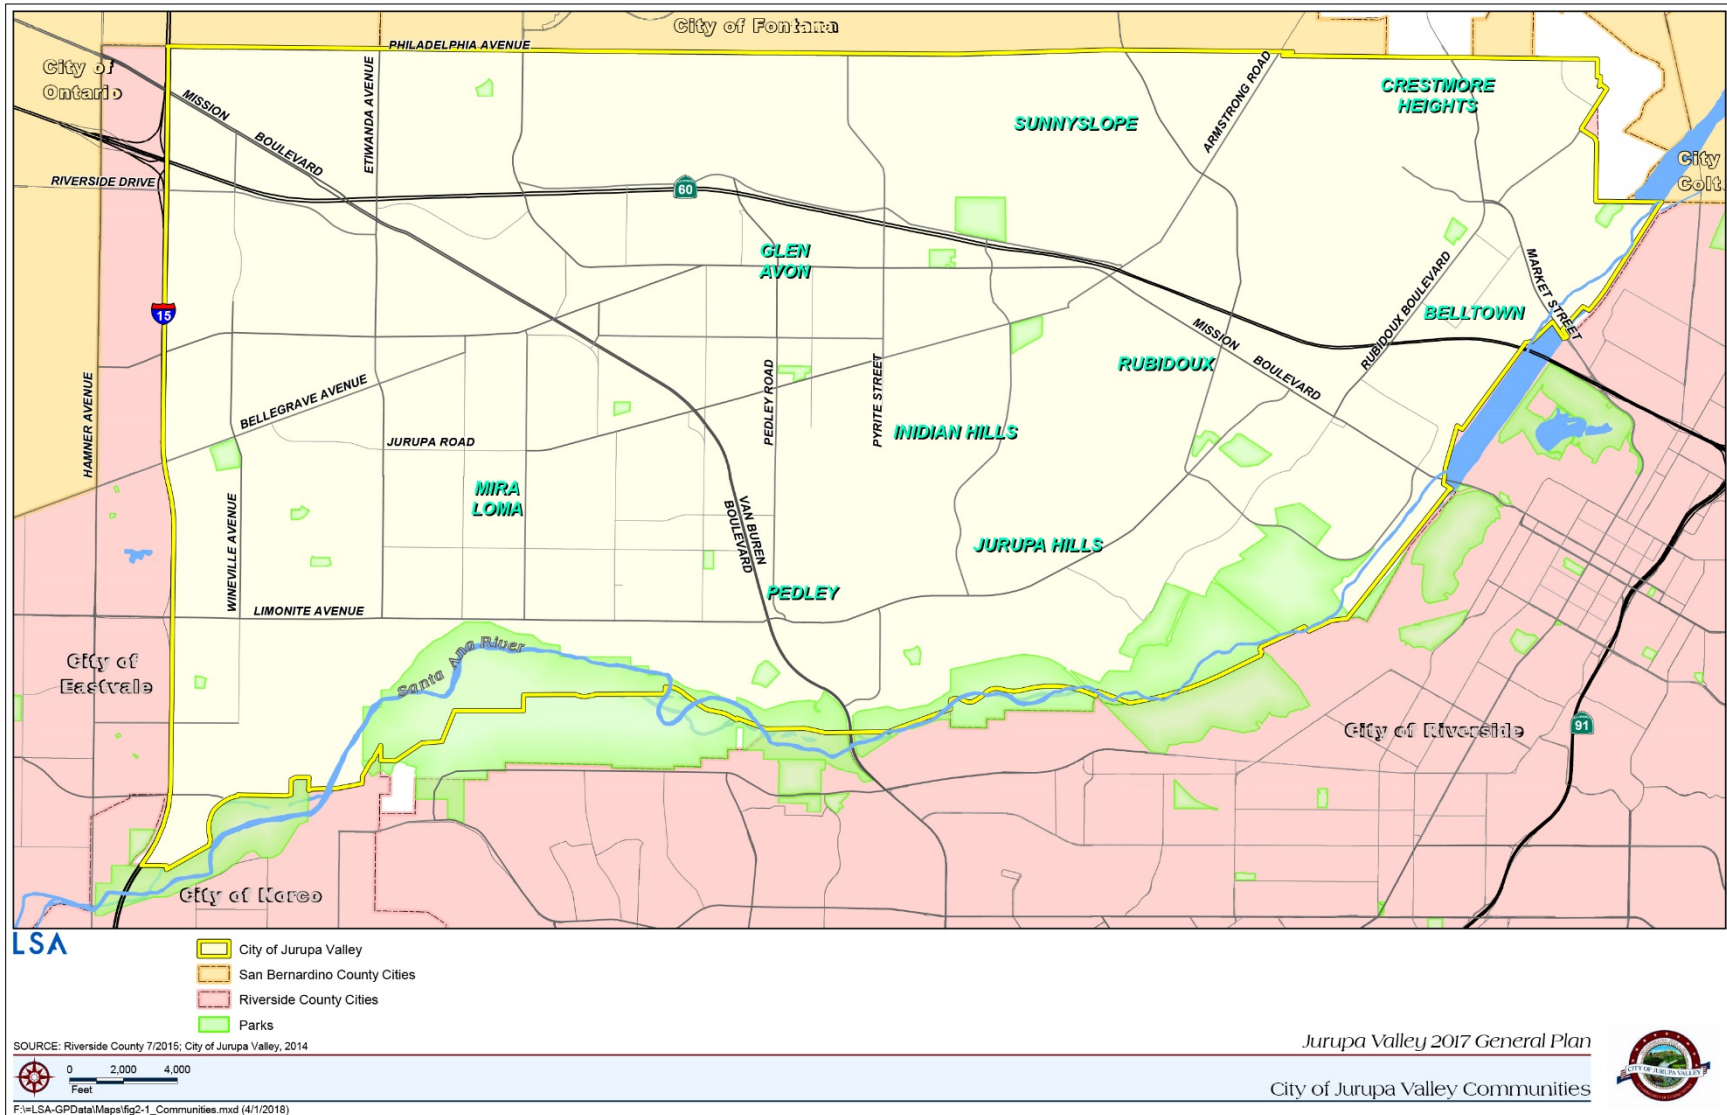 City of Fontana
PHILADELPHIA AVENUE
City of
Ontario
MISSION
BOULEVARD
ETIWANDA AVENUE
SUNNYSLOPE
ARMSTRONG ROAD
CRESTMORE
HEIGHTS
City
Colt
RIVERSIDE DRIVE
60
GLEN
AVON
15
MISSION
BOULEVARD
RUBIDOUX BOULEVARD
MARKET STREET
BELLTOWN
RUBIDOUX
HAMNER AVENUE
BELLEGRAVE AVENUE
JURUPA ROAD
PEDLEY ROAD
PYRITE STREET
INIDIAN HILLS
MIRA
LOMA
WINEVILLE AVENUE
VAN BUREN
BOULEVARD
JURUPA HILLS
PEDLEY
LIMONITE AVENUE
City of
Eastvale
Santa Ana River
City of Riverside
91
City of Norco
LSA
City of Jurupa Valley
San Bernardino County Cities
Riverside County Cities
Parks
SOURCE: Riverside County 7/2015; City of Jurupa Valley, 2014
0 2,000 4,000
Feet
F:\=LSA-GPData\Maps\fig2-1_Communities.mxd (4/1/2018)
Jurupa Valley 2017 General Plan
City of Jurupa Valley Communities
CITY OF JURUPA VALLEY